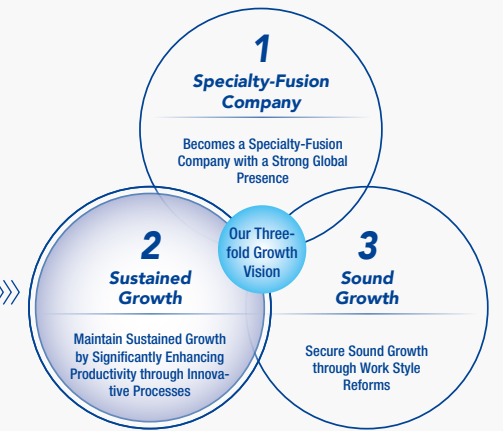 1
Specialty-Fusion
Company
Becomes a Specialty-Fusion
Company with a Strong Global
Presence
Our Three-
fold Growth
Vision
2
Sustained
Growth
Maintain Sustained Growth
by Significantly Enhancing
Productivity through Innova-
tive Processes
3
Sound
Growth
Secure Sound Growth
through Work Style
Reforms